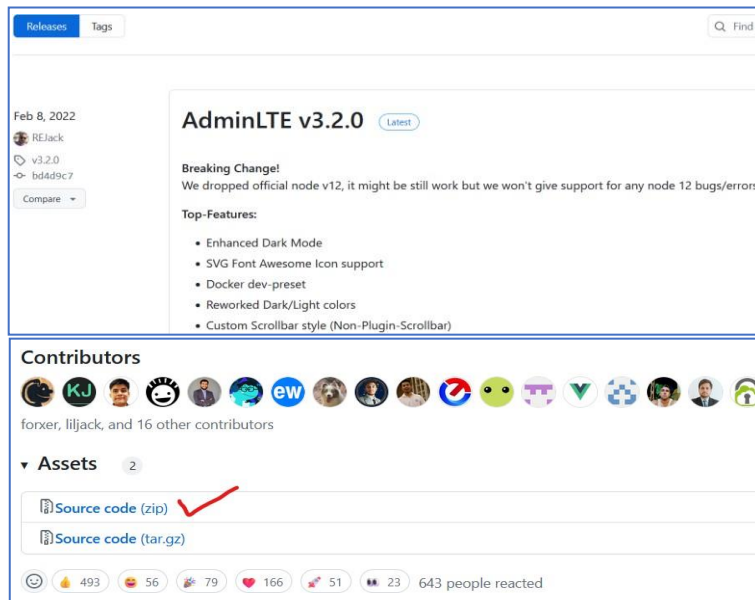 Releases Tags
Find
Feb 8, 2022
REJack
v3.2.0
bd4d9c7
Compare
AdminLTE v3.2.0 Latest
Breaking Change!
We dropped official node v12, it might be still work but we won't give support for any node 12 bugs/errors
Top-Features:
• Enhanced Dark Mode
• SVG Font Awesome Icon support
• Docker dev-preset
• Reworked Dark/Light colors
• Custom Scrollbar style (Non-Plugin-Scrollbar)
Contributors
KJ ew
forxer, liljack, and 16 other contributors
Assets 2
Source code (zip)
Source code (tar.gz)
493 56 79 166 51 23 643 people reacted